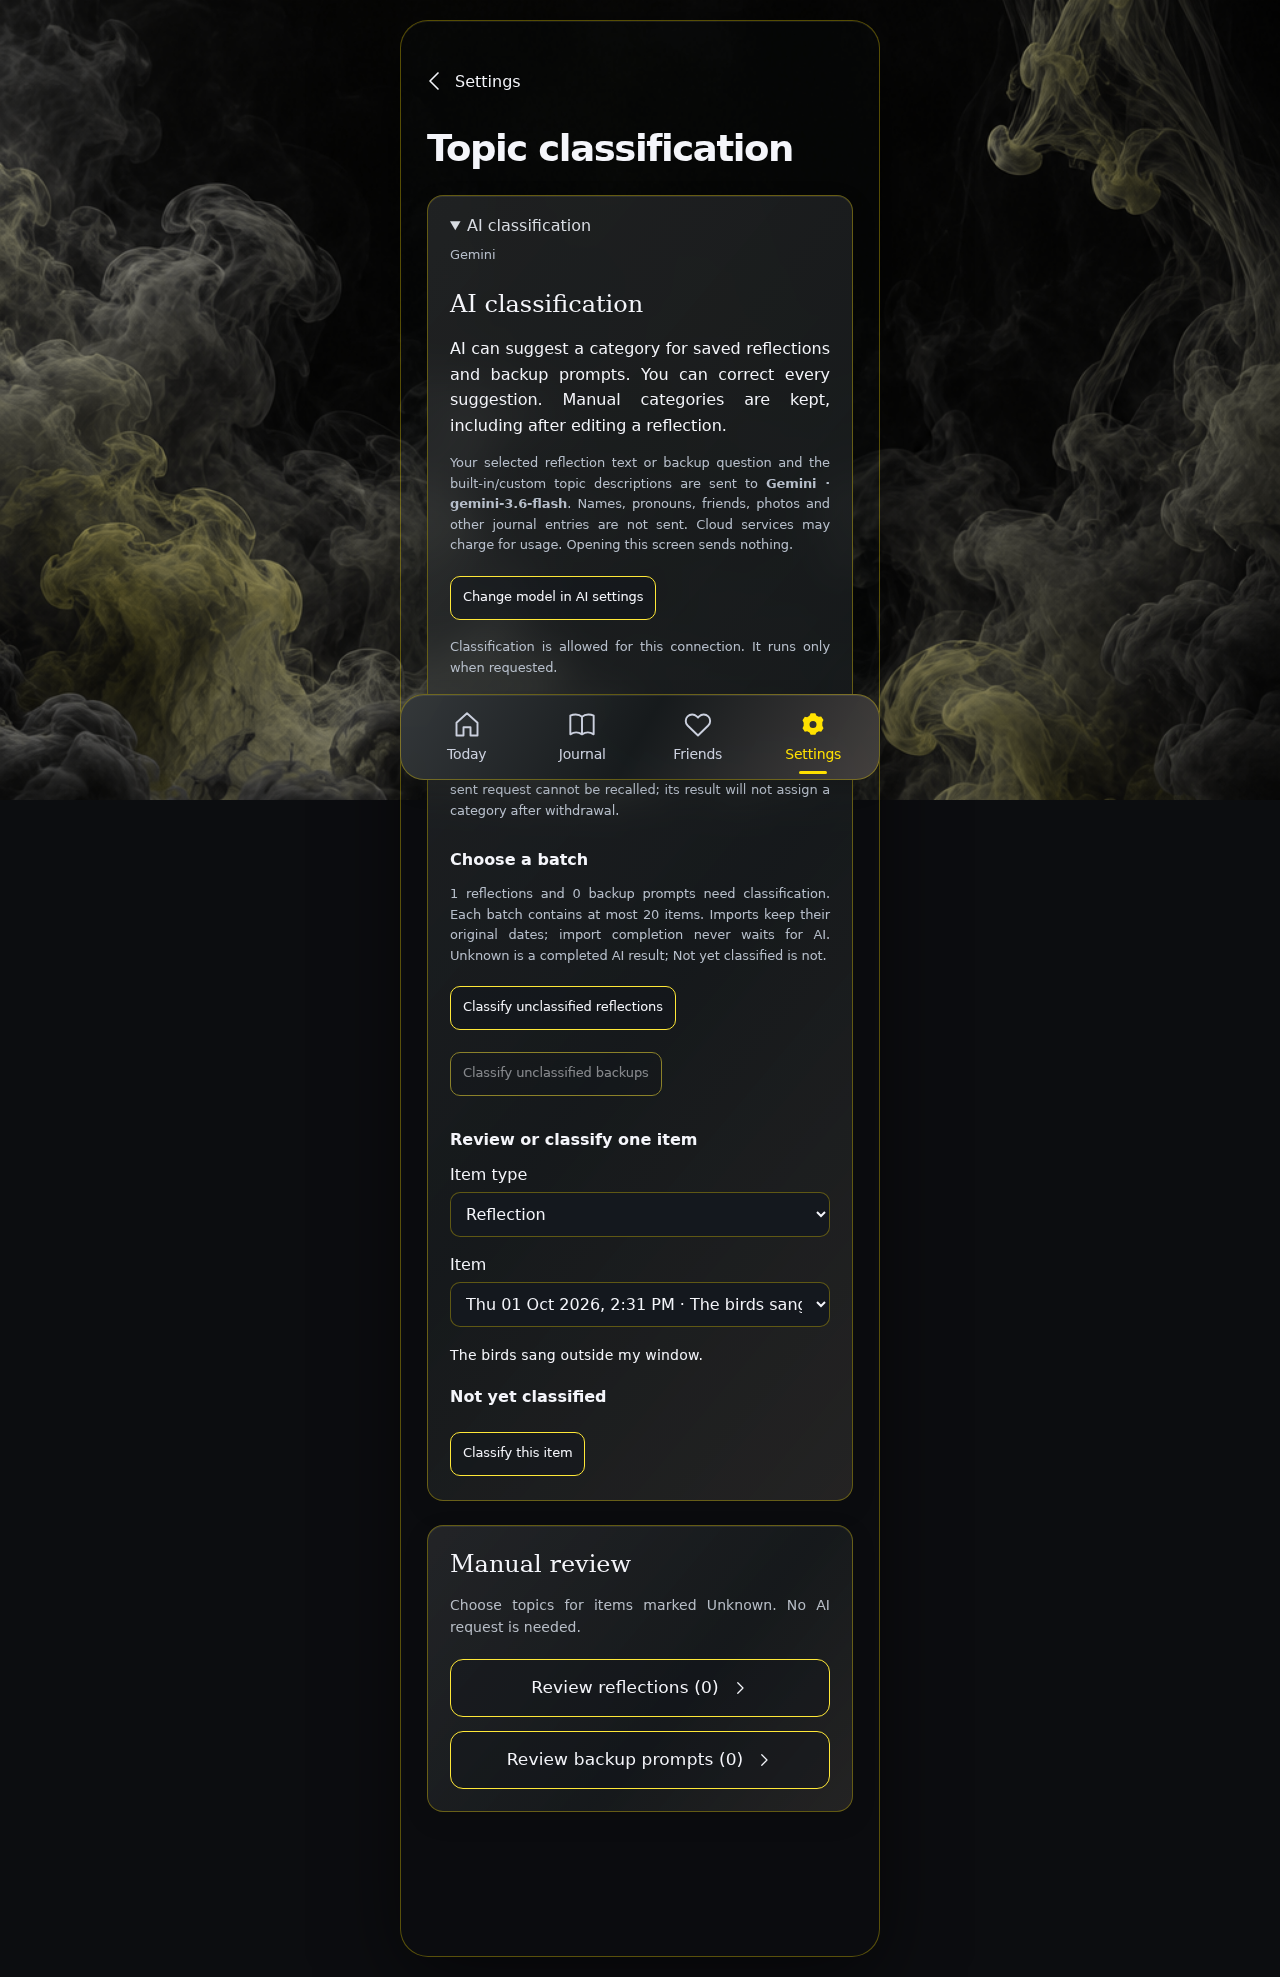 Settings
Topic classification
▼ AI classification
Gemini
AI classification
AI can suggest a category for saved reflections
and backup prompts. You can correct every
suggestion. Manual categories are kept,
including after editing a reflection.
Your selected reflection text or backup question and the
built-in/custom topic descriptions are sent to Gemini ·
gemini-3.6-flash. Names, pronouns, friends, photos and
other journal entries are not sent. Cloud services may
charge for usage. Opening this screen sends nothing.
Change model in AI settings
Classification is allowed for this connection. It runs only
when requested.
Today
Journal
Friends
Settings
sent request cannot be recalled; its result will not assign a
category after withdrawal.
Choose a batch
1 reflections and 0 backup prompts need classification.
Each batch contains at most 20 items. Imports keep their
original dates; import completion never waits for AI.
Unknown is a completed AI result; Not yet classified is not.
Classify unclassified reflections
Classify unclassified backups
Review or classify one item
Item type
Reflection
Item
Thu 01 Oct 2026, 2:31 PM · The birds sang
The birds sang outside my window.
Not yet classified
Classify this item
Manual review
Choose topics for items marked Unknown. No AI
request is needed.
Review reflections (0)
Review backup prompts (0)